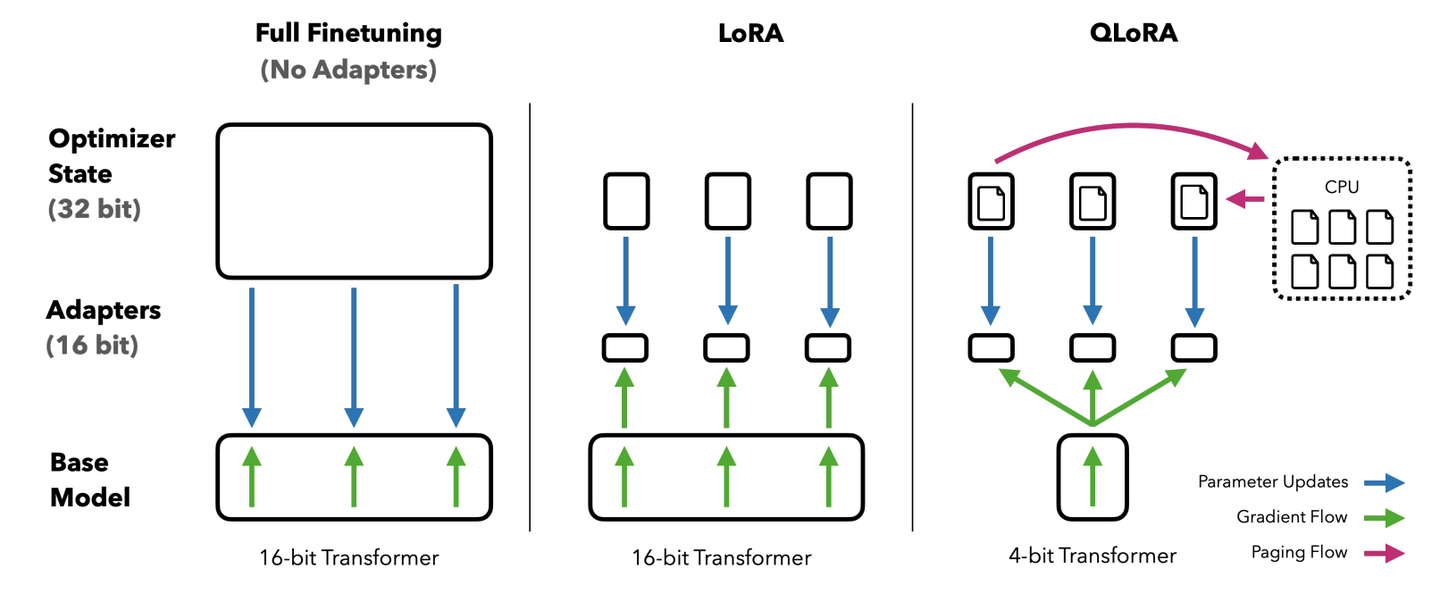 Full Finetuning
(No Adapters)
LoRA
QLoRA
Optimizer
State
(32 bit)
CPU
Adapters
(16 bit)
Base
Model
Parameter Updates
Gradient Flow
Paging Flow
16-bit Transformer
16-bit Transformer
4-bit Transformer